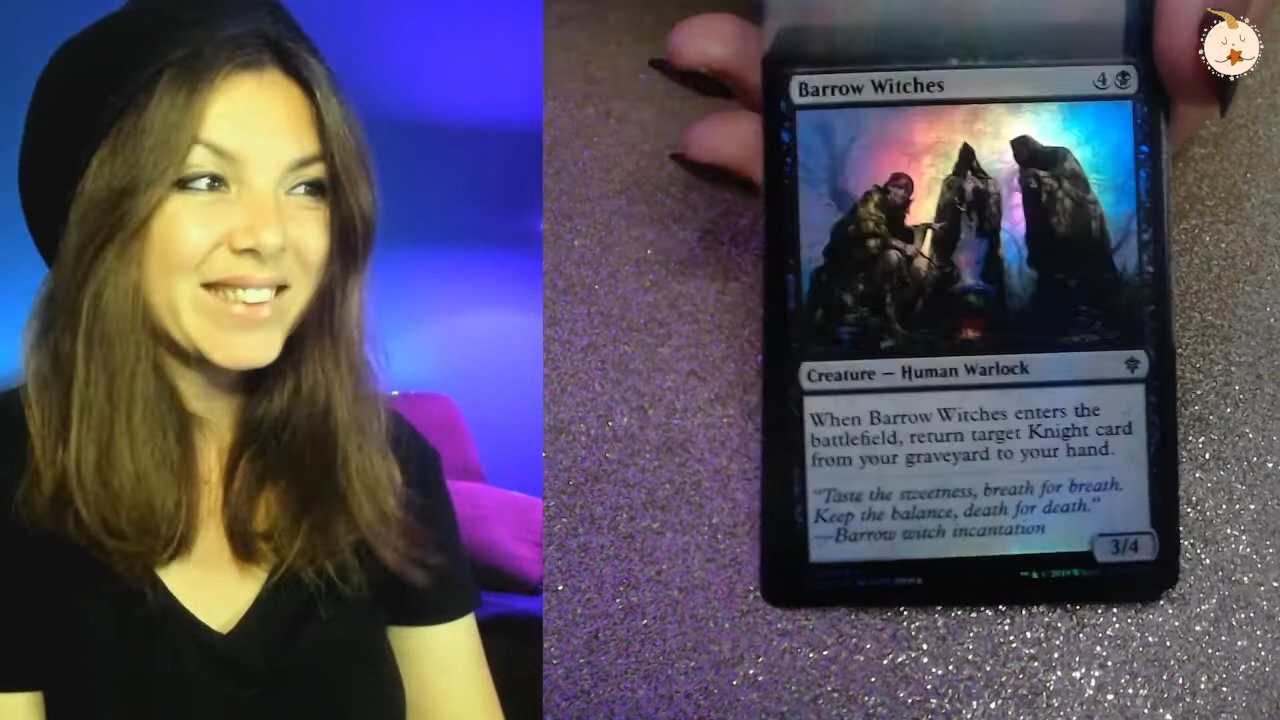 Barrow Witches 4
Creature — Human Warlock
When Barrow Witches enters the
battlefield, return target Knight card
from your graveyard to your hand.
"Taste the sweetness, breath for breath.
Keep the balance, death for death."
—Barrow witch incantation
3/4